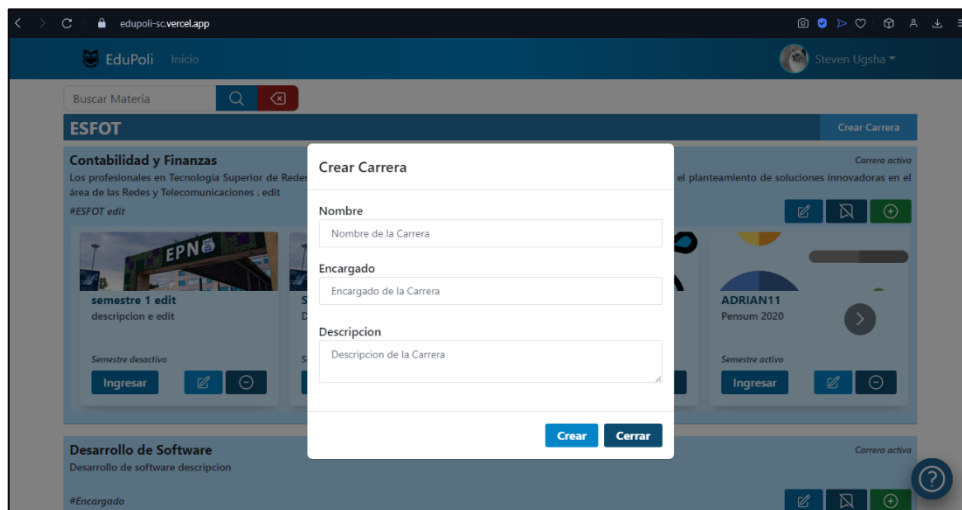 edupoli-sc.vercel.app
EduPoli Inicio
Steven Ugsha
Buscar Materia
ESFOT
Crear Carrera
Contabilidad y Finanzas
Carrera activa
Los profesionales en Tecnología Superior de Redes
el planteamiento de soluciones innovadoras en el
área de las Redes y Telecomunicaciones . edit
#ESFOT edit
Crear Carrera
Nombre
Nombre de la Carrera
Encargado
Encargado de la Carrera
Descripcion
Descripcion de la Carrera
Crear Cerrar
EPN
semestre 1 edit
descripcion e edit
Semestre desactivo
Ingresar
ADRIAN11
Pensum 2020
Semestre activo
Ingresar
Desarrollo de Software
Carrera activa
Desarrollo de software descripcion
#Encargado
?